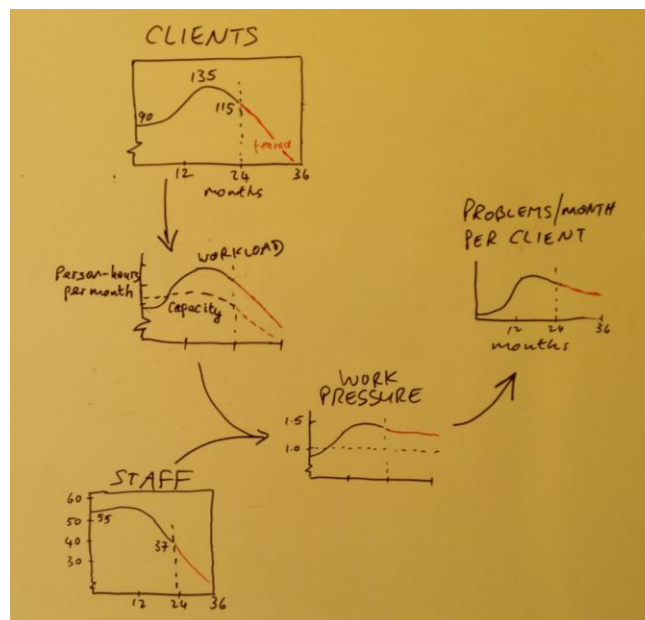 CLIENTS
135
90
115
feared
12 24 36
months
WORKLOAD
Person-hours
per month
Capacity
PROBLEMS/MONTH
PER CLIENT
12 24 36
months
WORK
PRESSURE
1.5
1.0
STAFF
60
55
50
40
37
30
12 24 36